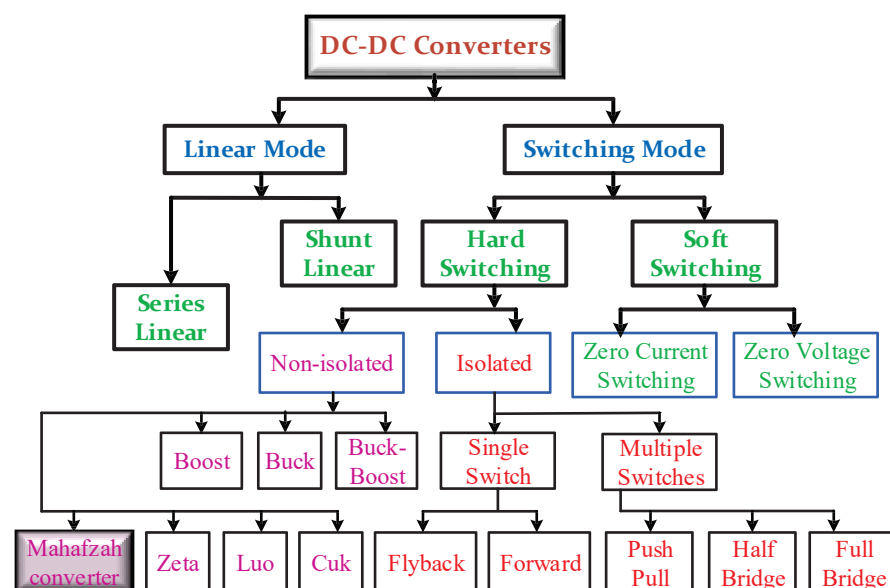 DC-DC Converters
Linear Mode
Switching Mode
Shunt
Linear
Hard
Switching
Soft
Switching
Series
Linear
Non-isolated
Isolated
Zero Current
Switching
Zero Voltage
Switching
Boost
Buck
Buck-
Boost
Single
Switch
Multiple
Switches
Mahafzah
converter
Zeta
Luo
Cuk
Flyback
Forward
Push
Pull
Half
Bridge
Full
Bridge